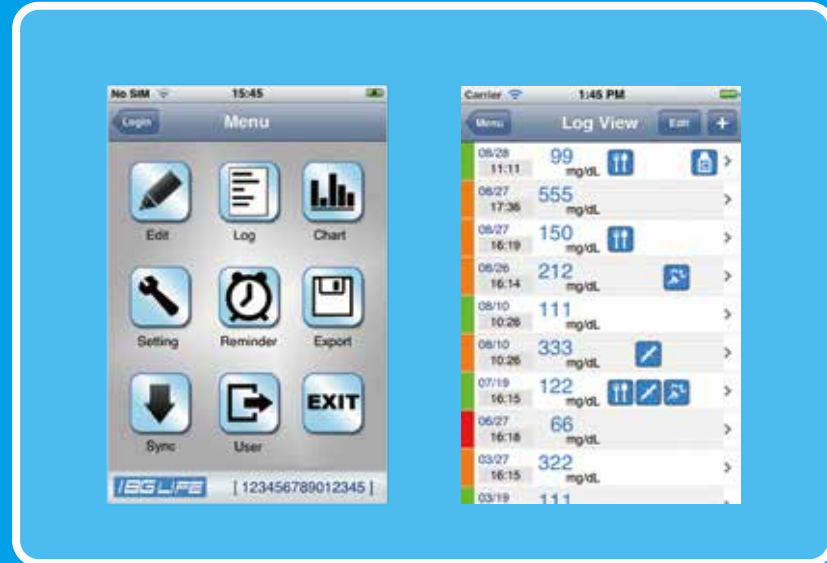 No SIM 15:45
Login Menu
Edit Log Chart
Setting Reminder Export
EXIT
Sync User
IBGLIFE | 123456789012345 |
Carrier 1:45 PM
Menu Log View Edit +
08/28 99
11:11 mg/dL
08/27 555
17:36 mg/dL
08/27 150
16:19 mg/dL
08/26 212
16:14 mg/dL
08/10 111
10:26 mg/dL
08/10 333
10:26 mg/dL
07/19 122
16:15 mg/dL
06/27 66
16:18 mg/dL
03/27 322
16:15 mg/dL
03/19 111